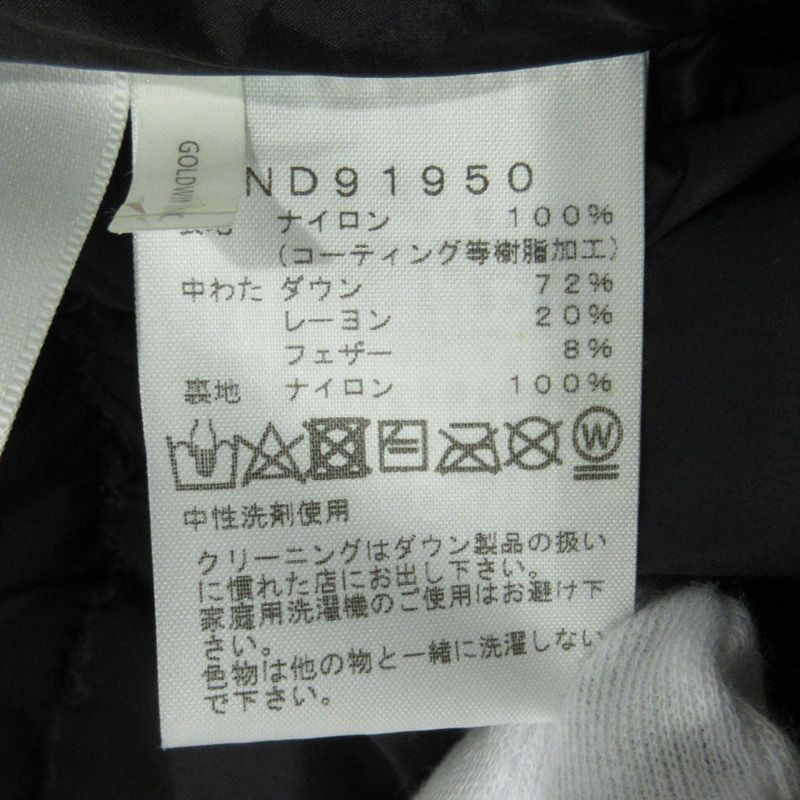 GOLDWIN
ND91950
ナイロン 100%
(コーティング等樹脂加工)
中わた ダウン 72%
レーヨン 20%
フェザー 8%
裏地 ナイロン 100%
W
中性洗剤使用
クリーニングはダウン製品の扱い
に慣れた店にお出し下さい。
家庭用洗濯機のご使用はお避け下
さい。
色物は他の物と一緒に洗濯しない
で下さい。